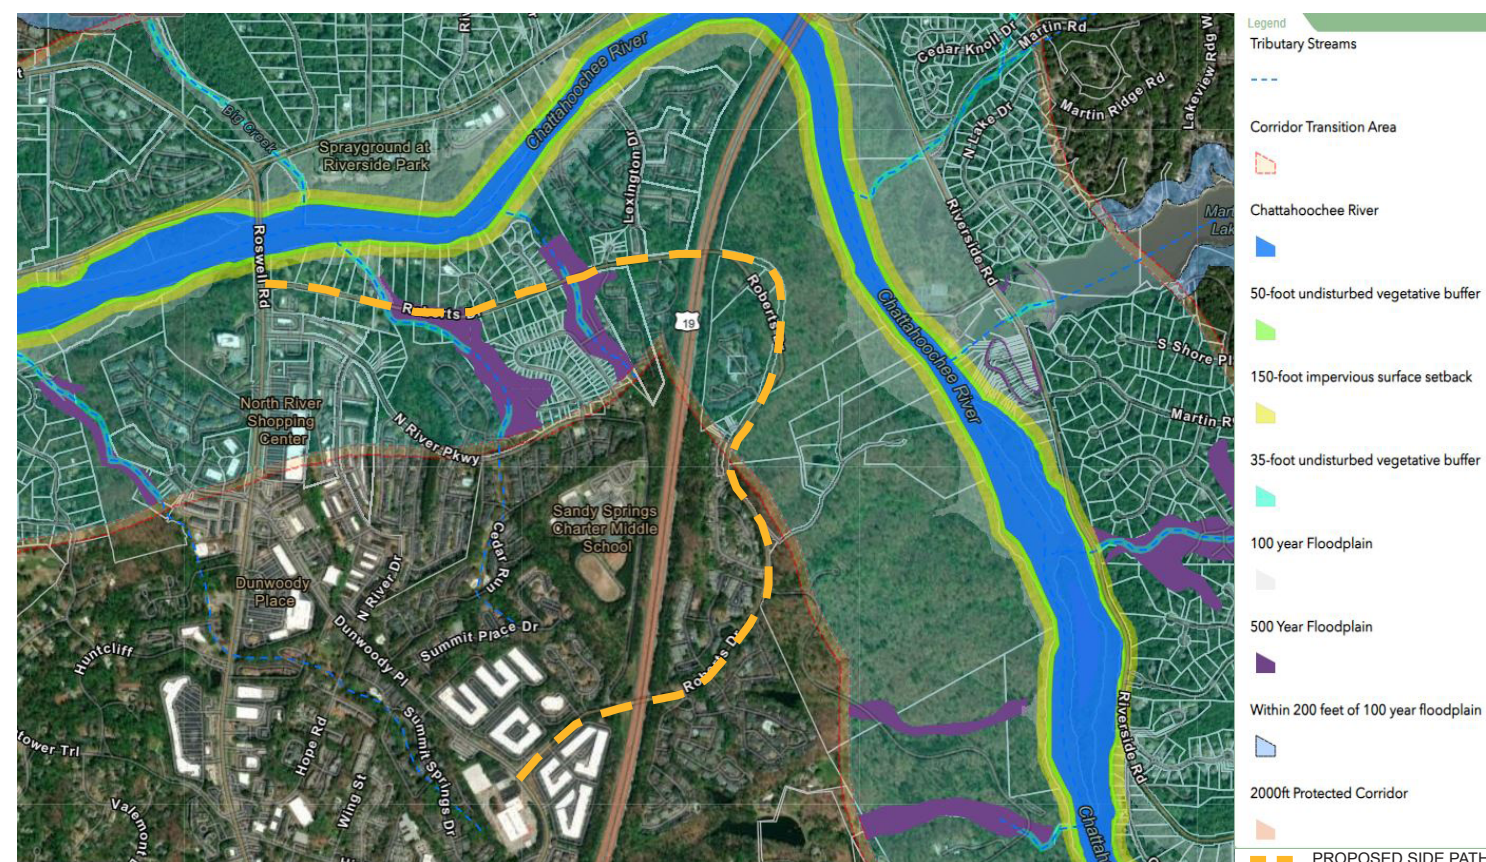 Cedar Knoll Dr
Martin Rd
Martin Ridge Rd
Lakeview Rdg W
Big Creek
Sprayground at
Riverside Park
Chattahoochee River
Lexington Dr
N Lake Dr
Riverside Rd
Roswell Rd
Roberts Dr
Roberts
19
Chattahoochee River
S Shore Pl
Martin R
North River
Shopping
Center
N River Pkwy
Sandy Springs
Charter Middle
School
Cedar Run
Dunwoody
Place
N River Dr
Dunwoody Pl
Summit Place Dr
Huntcliff
Roberts Dr
Hope Rd
Summit Springs Dr
Wing St
tower Trl
Valemont
Riverside Rd
Chattah
Legend
Tributary Streams
Corridor Transition Area
Chattahoochee River
50-foot undisturbed vegetative buffer
150-foot impervious surface setback
35-foot undisturbed vegetative buffer
100 year Floodplain
500 Year Floodplain
Within 200 feet of 100 year floodplain
2000ft Protected Corridor
PROPOSED SIDE PATH